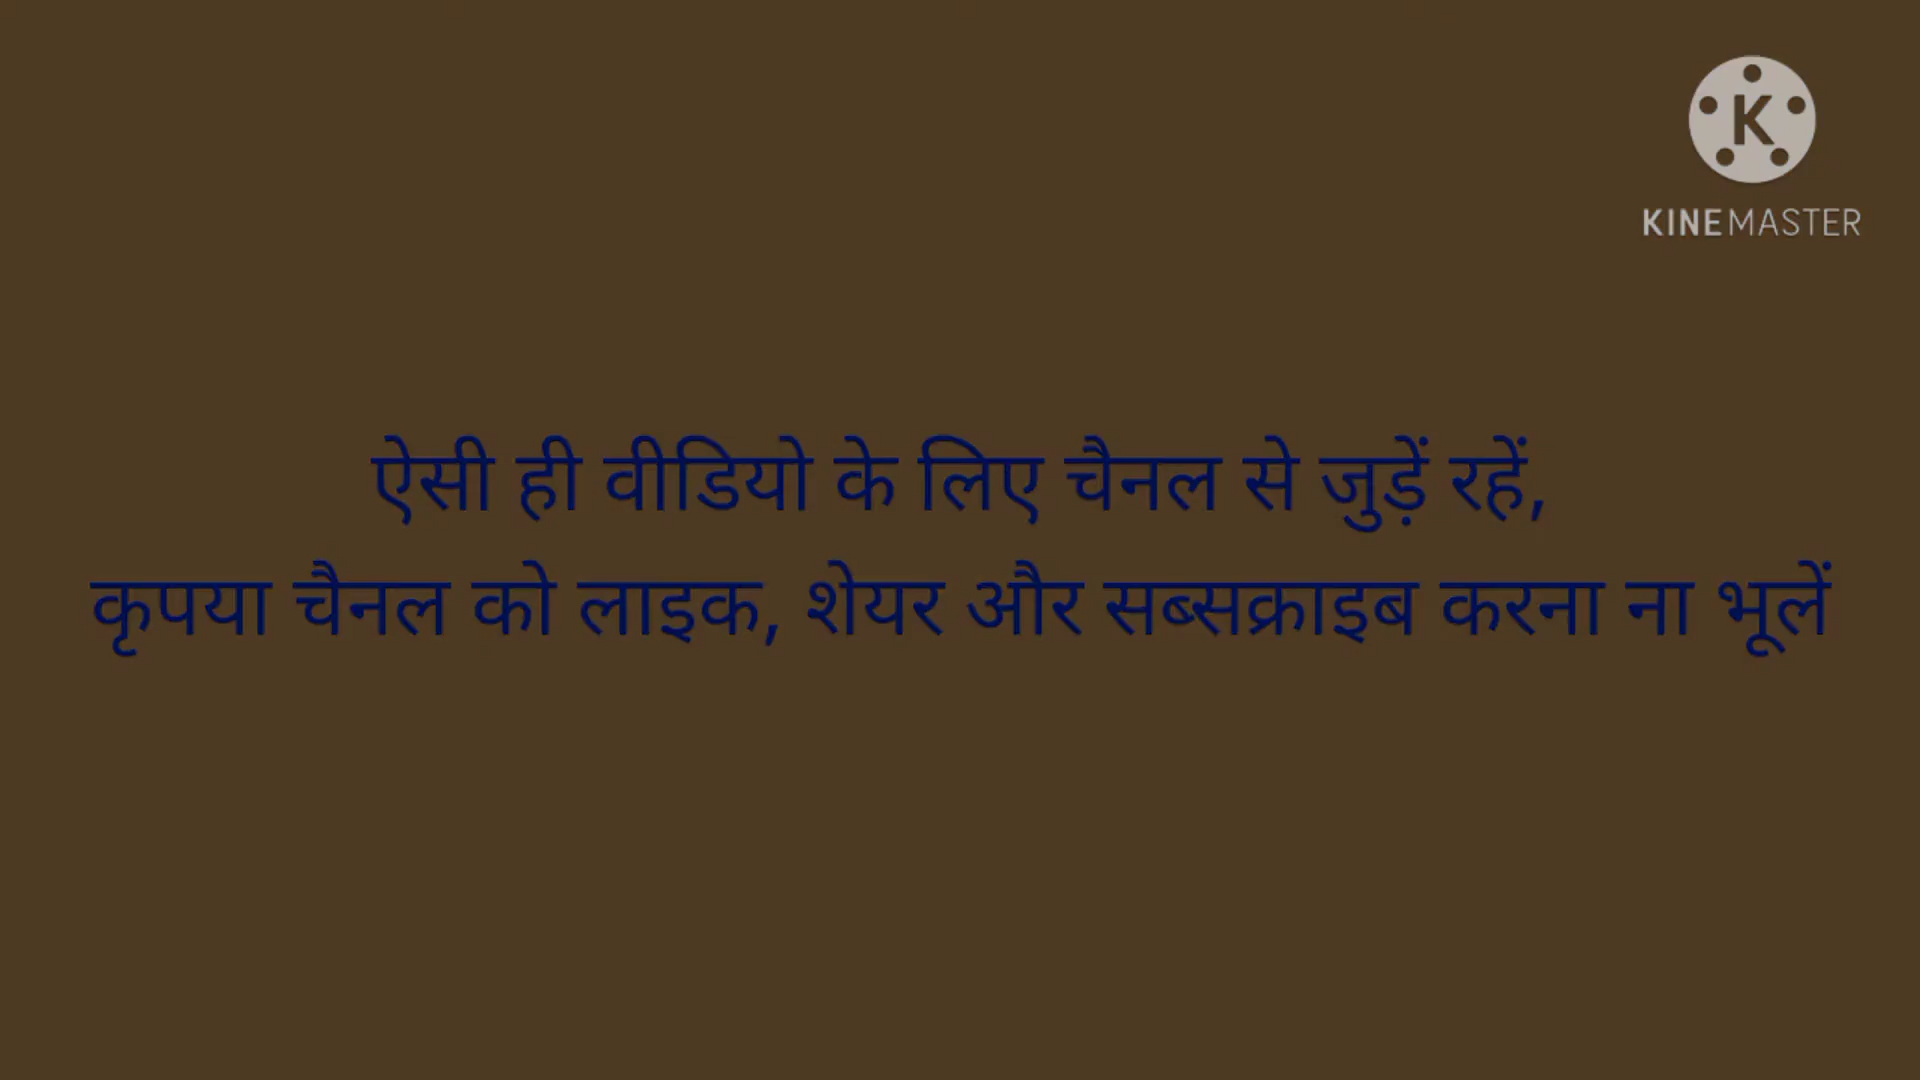 KINEMASTER
ऐसी ही वीडियो के लिए चैनल से जुड़ें रहें,
कृपया चैनल को लाइक, शेयर और सब्सक्राइब करना ना भूलें